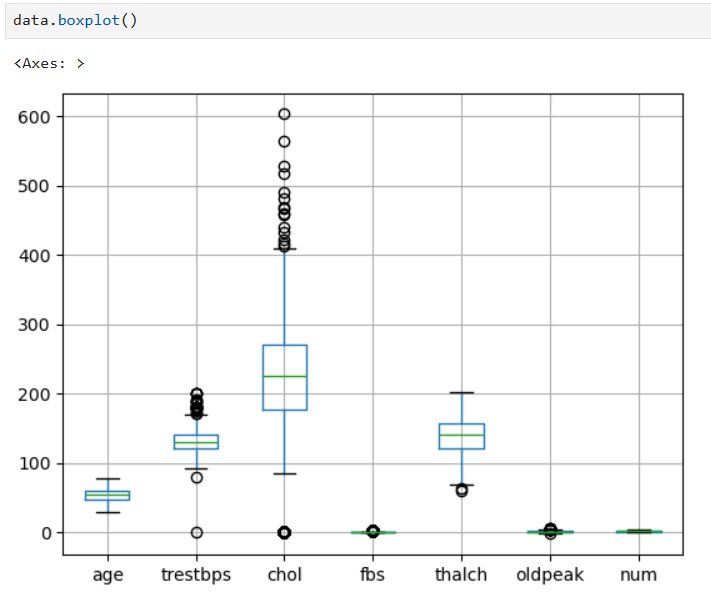 data.boxplot()
<Axes: >
600
500
400
300
200
100
0
age trestbps chol fbs thalch oldpeak num